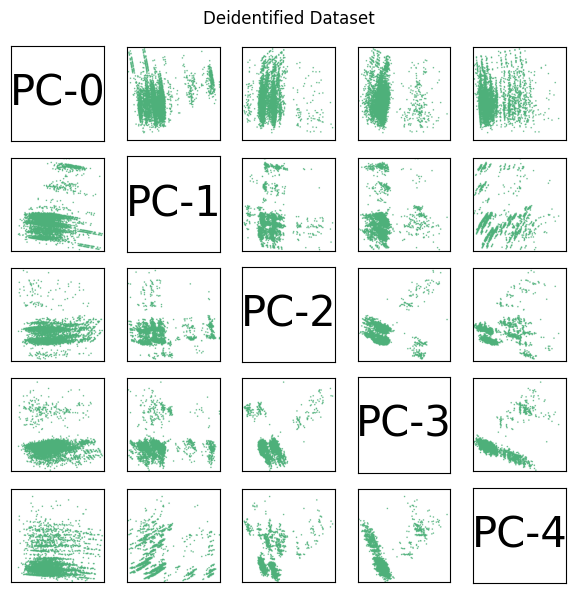 Deidentified Dataset
PC-0
PC-1
PC-2
PC-3
PC-4